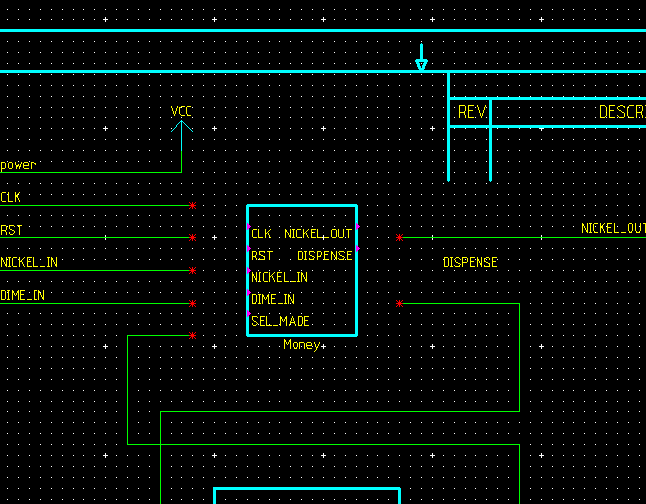 REV DESCRI
VCC
power
CLK
RST NICKEL_OUT
CLK NICKEL_OUT
RST DISPENSE
NICKEL_IN DISPENSE
NICKEL_IN
DIME_IN
DIME_IN
SEL_MADE
Money